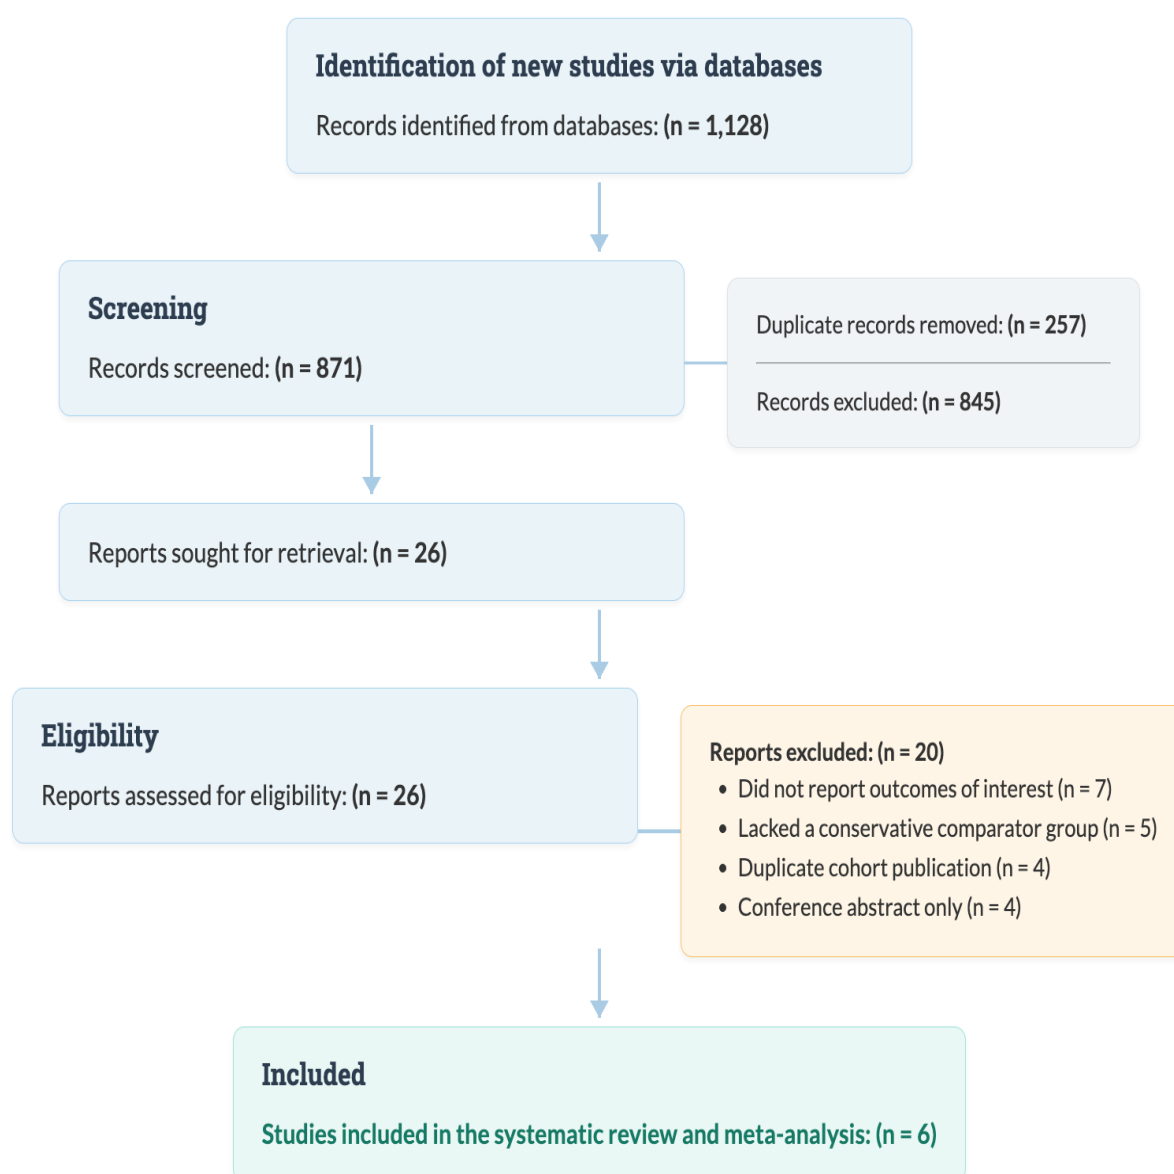 Identification of new studies via databases
Records identified from databases: (n = 1,128)
Screening
Records screened: (n = 871)
Duplicate records removed: (n = 257)
Records excluded: (n = 845)
Reports sought for retrieval: (n = 26)
Eligibility
Reports assessed for eligibility: (n = 26)
Reports excluded: (n = 20)
• Did not report outcomes of interest (n = 7)
• Lacked a conservative comparator group (n = 5)
• Duplicate cohort publication (n = 4)
• Conference abstract only (n = 4)
Included
Studies included in the systematic review and meta-analysis: (n = 6)